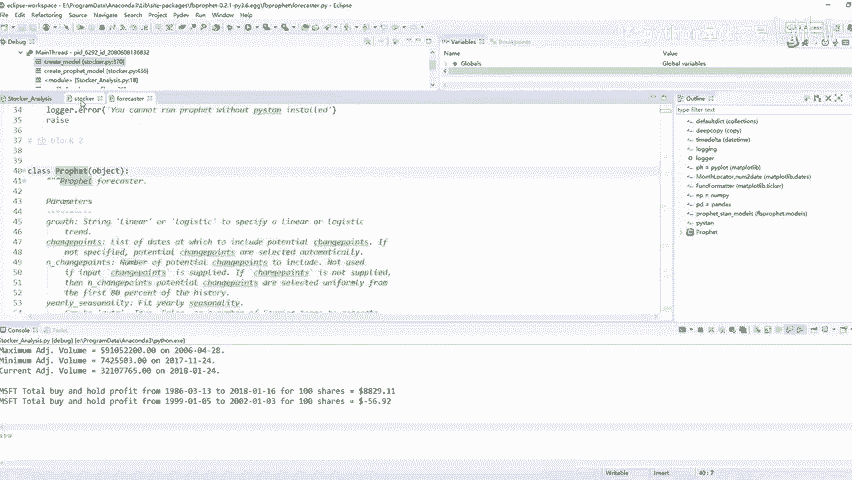 eclipse-workspace - E:\ProgramData\Anaconda3\Lib\site-packages\fbprophet-0.2.1-py3.6.egg\fbprophet\forecaster.py - Eclipse
Edit Refactoring Source Navigate Search Project Pydev Run Window Help
Debug
Variables
Breakpoints
MainThread - pid_6292_id_2080608136832
create_model [stocker.py:370]
create_prophet_model [stocker.py:456]
<module> [Stocker_Analysis.py:18]
Name
Value
Globals
Global variables
Stocker_Analysis
stocker
forecaster
34 logger.error('You cannot run prophet without pystan installed')
35 raise
36
37 # fb-block 2
38
39
40 class Prophet(object):
41 """Prophet forecaster.
42
43 Parameters
44 ----------
45 growth: String 'linear' or 'logistic' to specify a linear or logistic
46 trend.
47 changepoints: List of dates at which to include potential changepoints. If
48 not specified, potential changepoints are selected automatically.
49 n_changepoints: Number of potential changepoints to include. Not used
50 if input `changepoints` is supplied. If `changepoints` is not supplied,
51 then n_changepoints potential changepoints are selected uniformly from
52 the first 80 percent of the history.
53 yearly_seasonality: Fit yearly seasonality.
Outline
type filter text
defaultdict (collections)
deepcopy (copy)
timedelta (datetime)
logging
logger
plt = pyplot (matplotlib)
MonthLocator, num2date (matplotlib.dates)
FuncFormatter (matplotlib.ticker)
np = numpy
pd = pandas
prophet_stan_models (fbprophet.models)
pystan
Prophet
Console
Stocker_Analysis.py [debug] [E:\ProgramData\Anaconda3\python.exe]
Maximum Adj. Volume = 591052200.00 on 2006-04-28.
Minimum Adj. Volume = 7425503.00 on 2017-11-24.
Current Adj. Volume = 32107765.00 on 2018-01-24.
MSFT Total buy and hold profit from 1986-03-13 to 2018-01-16 for 100 shares = $8829.11
MSFT Total buy and hold profit from 1999-01-05 to 2002-01-03 for 100 shares = $-56.92
Writable
Insert
40 : 7